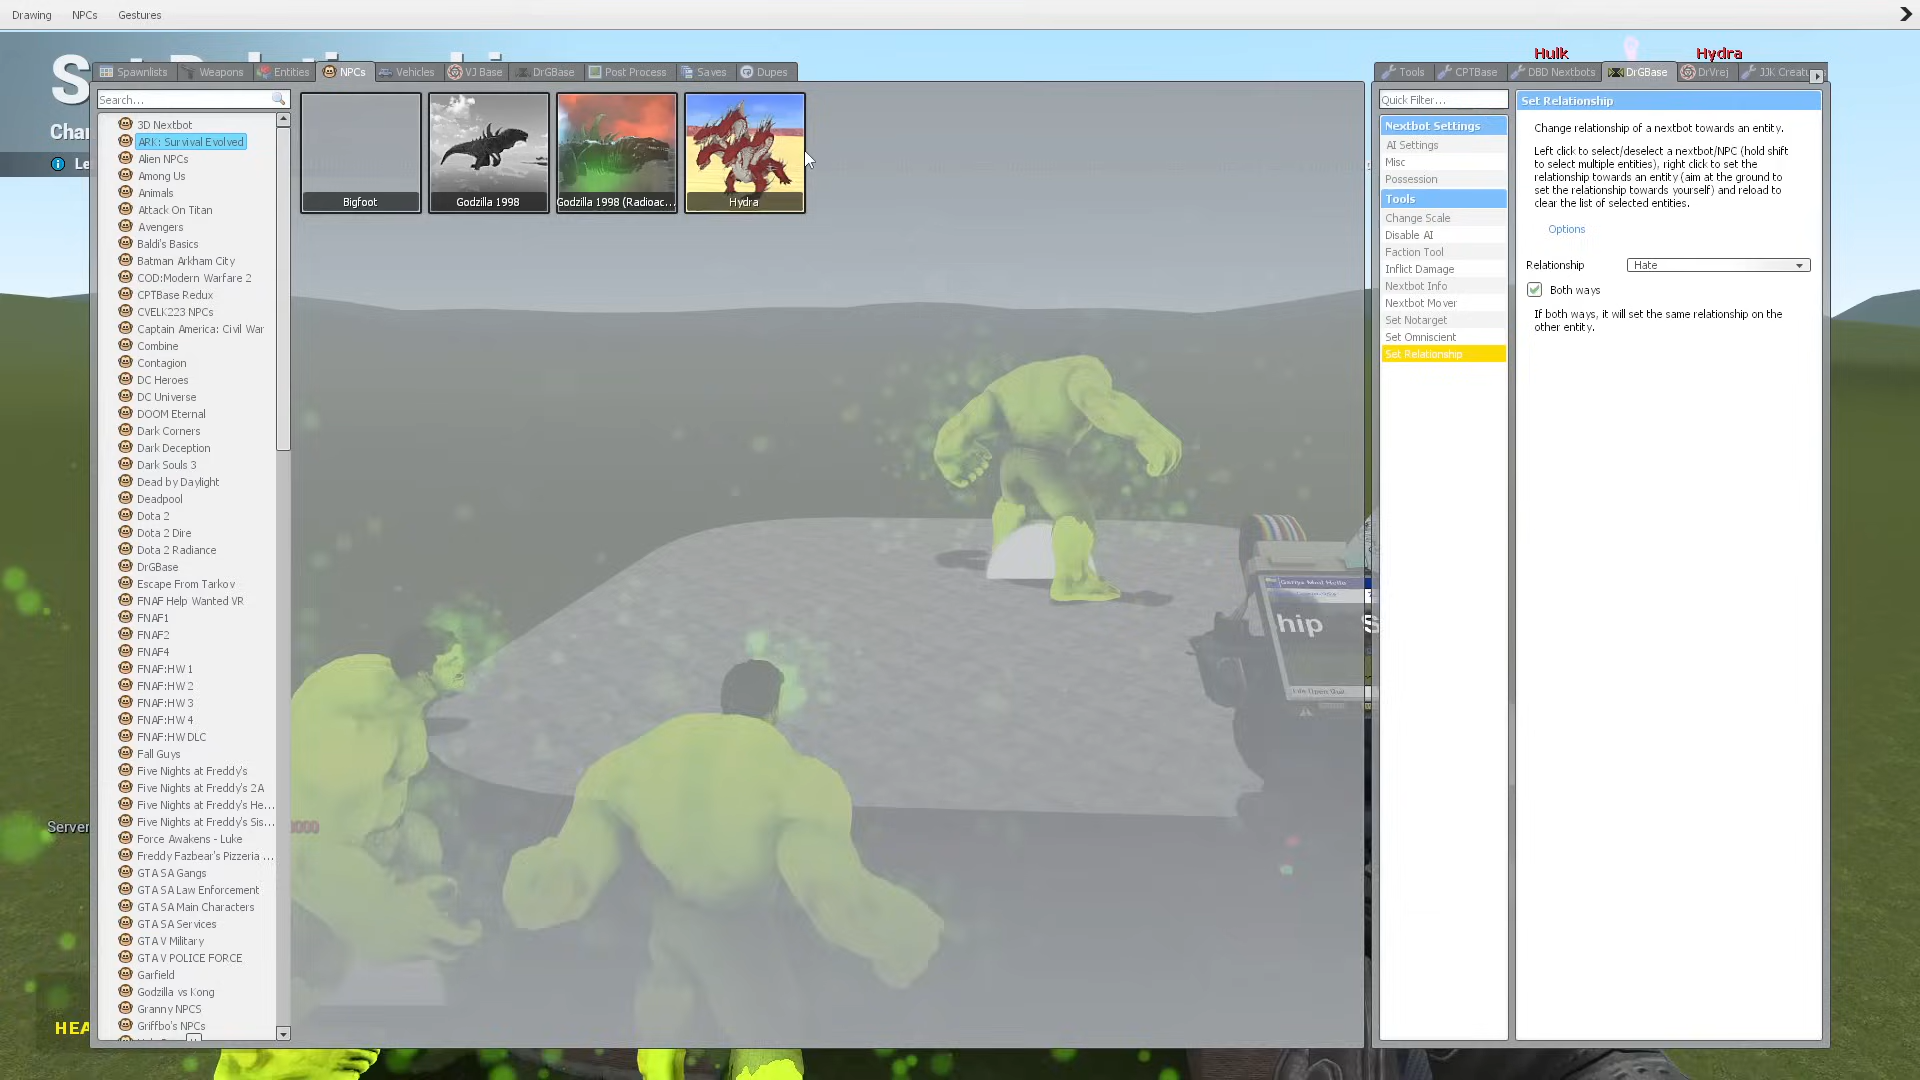 Drawing NPCs Gestures
Hulk Hydra
Spawnlists Weapons Entities NPCs Vehicles VJ Base DrGBase Post Process Saves Dupes
Search...
3D Nextbot
ARK: Survival Evolved
Alien NPCs
Among Us
Animals
Attack On Titan
Avengers
Baldi's Basics
Batman Arkham City
COD:Modern Warfare 2
CPTBase Redux
CVELK223 NPCs
Captain America: Civil War
Combine
Contagion
DC Heroes
DC Universe
DOOM Eternal
Dark Corners
Dark Deception
Dark Souls 3
Dead by Daylight
Deadpool
Dota 2
Dota 2 Dire
Dota 2 Radiance
DrGBase
Escape From Tarkov
FNAF Help Wanted VR
FNAF1
FNAF2
FNAF4
FNAF:HW 1
FNAF:HW 2
FNAF:HW 3
FNAF:HW 4
FNAF:HW DLC
Fall Guys
Five Nights at Freddy's
Five Nights at Freddy's 2A
Five Nights at Freddy's He...
Five Nights at Freddy's Sis...
Force Awakens - Luke
Freddy Fazbear's Pizzeria ...
GTA SA Gangs
GTA SA Law Enforcement
GTA SA Main Characters
GTA SA Services
GTA V Military
GTA V POLICE FORCE
Garfield
Godzilla vs Kong
Granny NPCS
Griffbo's NPCs
Bigfoot
Godzilla 1998
Godzilla 1998 (Radioac...
Hydra
Tools CPTBase DBD Nextbots DrGBase DrVrej JJK Creatu
Quick Filter...
Nextbot Settings
AI Settings
Misc
Possession
Tools
Change Scale
Disable AI
Faction Tool
Inflict Damage
Nextbot Info
Nextbot Mover
Set Notarget
Set Omniscient
Set Relationship
Set Relationship
Change relationship of a nextbot towards an entity.
Left click to select/deselect a nextbot/NPC (hold shift
to select multiple entities), right click to set the
relationship towards an entity (aim at the ground to
set the relationship towards yourself) and reload to
clear the list of selected entities.
Options
Relationship Hate
Both ways
If both ways, it will set the same relationship on the
other entity.
Cha
Le
Server
HEA
hip S